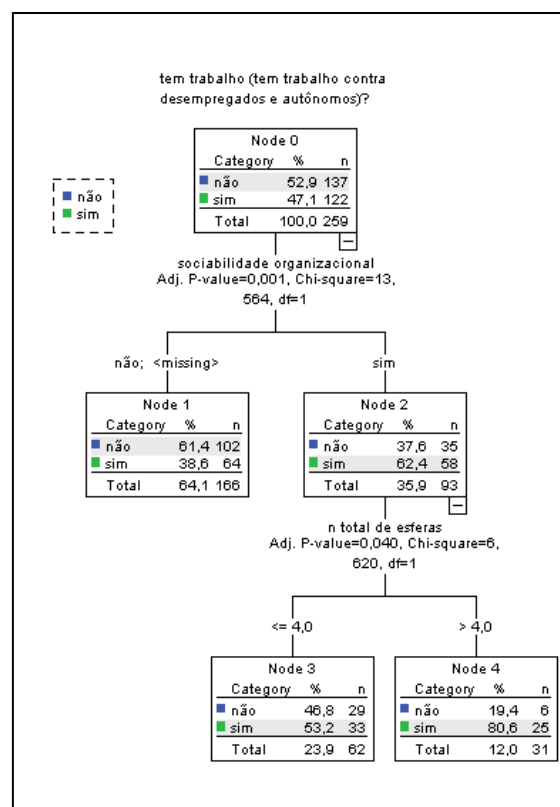 tem trabalho (tem trabalho contra
desempregados e autônomos)?
Node 0
Category % n
não 52,9 137
sim 47,1 122
Total 100,0 259
não
sim
sociabilidade organizacional
Adj. P-value=0,001, Chi-square=13,
564, df=1
não; <missing>
sim
Node 1
Category % n
não 61,4 102
sim 38,6 64
Total 64,1 166
Node 2
Category % n
não 37,6 35
sim 62,4 58
Total 35,9 93
n total de esferas
Adj. P-value=0,040, Chi-square=6,
620, df=1
<= 4,0
> 4,0
Node 3
Category % n
não 46,8 29
sim 53,2 33
Total 23,9 62
Node 4
Category % n
não 19,4 6
sim 80,6 25
Total 12,0 31